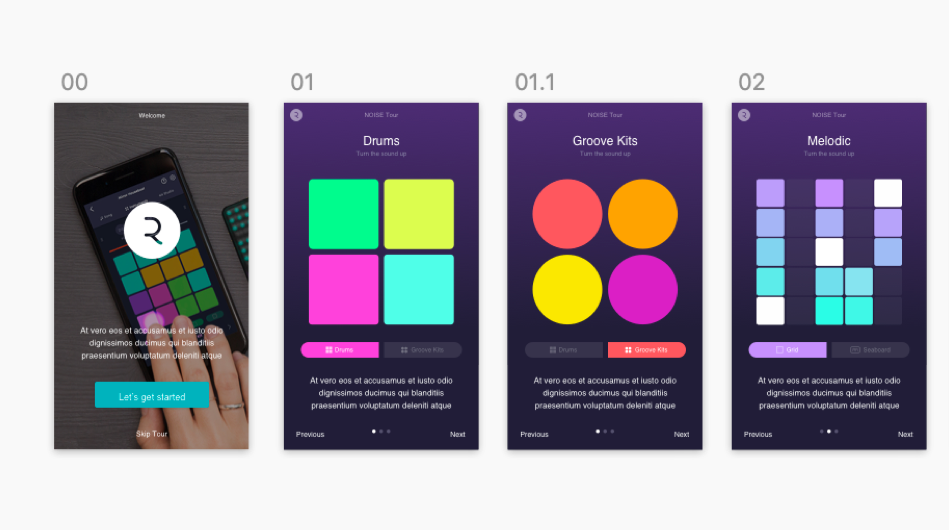 00
01
01.1
02
Welcome
At vero eos et accusamus et iusto odio
dignissimos ducimus qui blanditiis
praesentium voluptatum deleniti atque
Let's get started
Skip Tour
NOISE Tour
Drums
Turn the sound up
Drums
Groove Kits
At vero eos et accusamus et iusto odio
dignissimos ducimus qui blanditiis
praesentium voluptatum deleniti atque
Previous
Next
NOISE Tour
Groove Kits
Turn the sound up
Drums
Groove Kits
At vero eos et accusamus et iusto odio
dignissimos ducimus qui blanditiis
praesentium voluptatum deleniti atque
Previous
Next
NOISE Tour
Melodic
Turn the sound up
Grid
Seaboard
At vero eos et accusamus et iusto odio
dignissimos ducimus qui blanditiis
praesentium voluptatum deleniti atque
Previous
Next